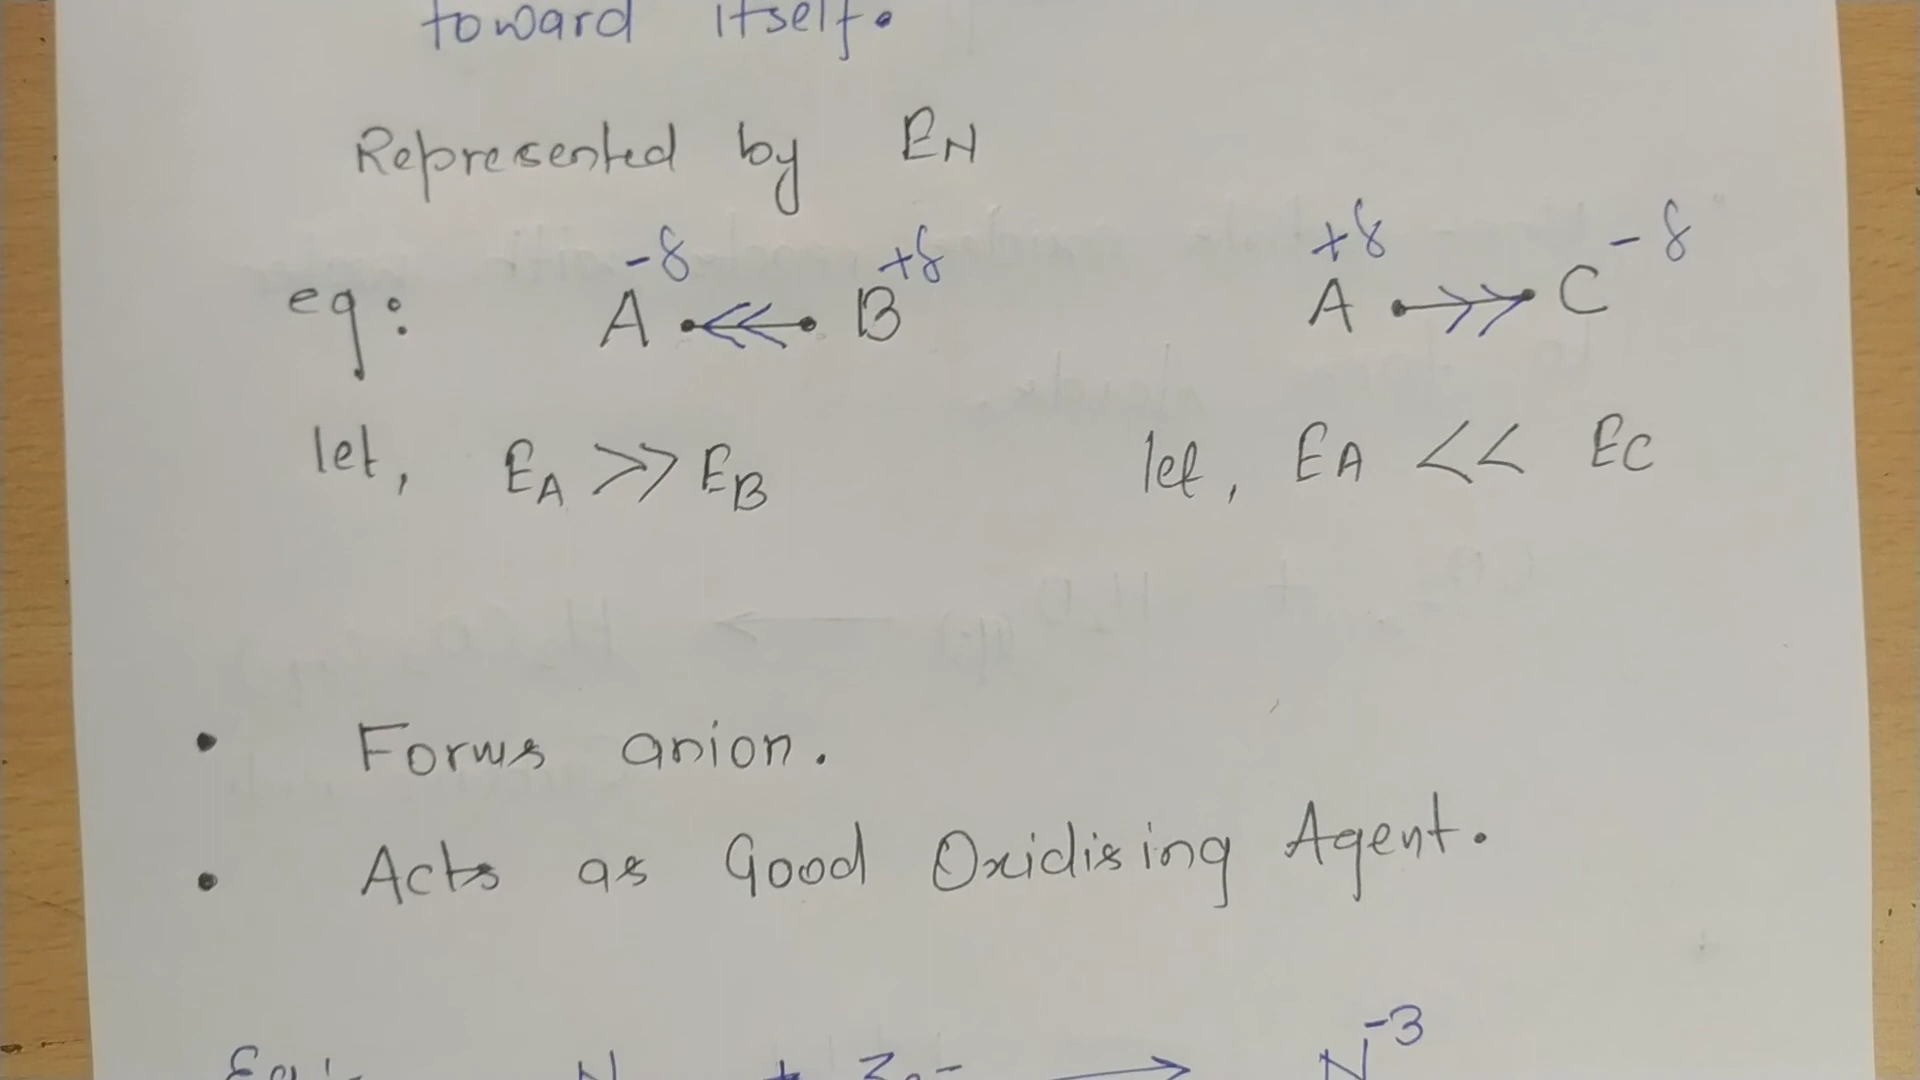 toward itself.
Represented by EN
eg: A-δ B+δ A+δ C-δ
let, EA >> EB let, EA << EC
• Forms anion.
• Acts as Good Oxidising Agent.
N + 3e- → N-3